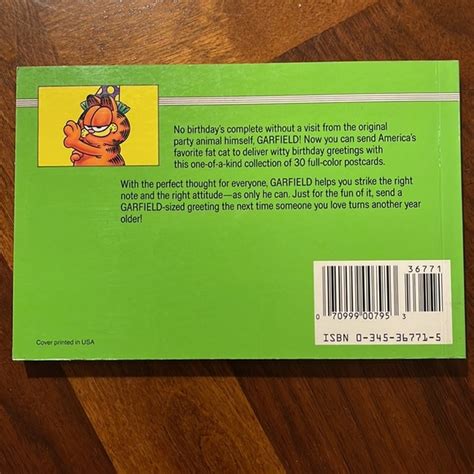 No birthday's complete without a visit from the original
party animal himself, GARFIELD! Now you can send America's
favorite fat cat to deliver witty birthday greetings with
this one-of-a-kind collection of 30 full-color postcards.
With the perfect thought for everyone, GARFIELD helps you strike the right
note and the right attitude—as only he can. Just for the fun of it, send a
GARFIELD-sized greeting the next time someone you love turns another year
older!
36771
0 70999 00795 3
ISBN 0-345-36771-5
Cover printed in USA